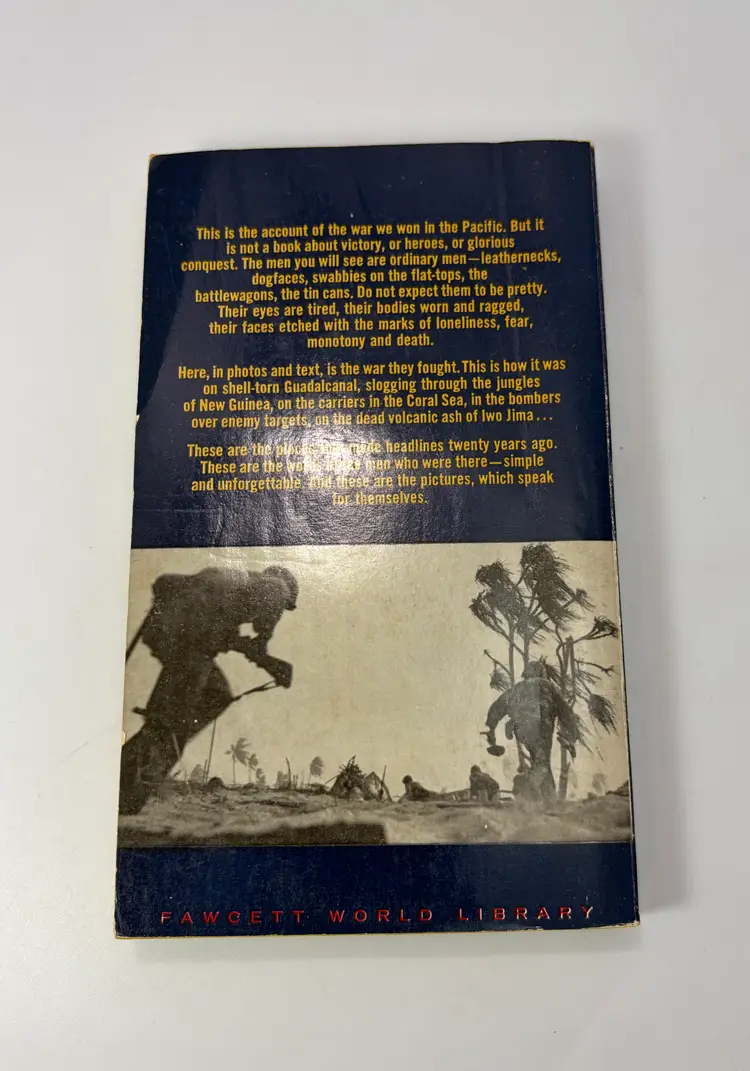 This is the account of the war we won in the Pacific. But it
is not a book about victory, or heroes, or glorious
conquest. The men you will see are ordinary men—leathernecks,
dogfaces, swabbies on the flat-tops, the
battlewagons, the tin cans. Do not expect them to be pretty.
Their eyes are tired, their bodies worn and ragged,
their faces etched with the marks of loneliness, fear,
monotony and death.
Here, in photos and text, is the war they fought. This is how it was
on shell-torn Guadalcanal, slogging through the jungles
of New Guinea, on the carriers in the Coral Sea, in the bombers
over enemy targets, on the dead volcanic ash of Iwo Jima...
These are the places that made headlines twenty years ago.
These are the words of the men who were there—simple
and unforgettable. And these are the pictures, which speak
for themselves.
FAWCETT WORLD LIBRARY